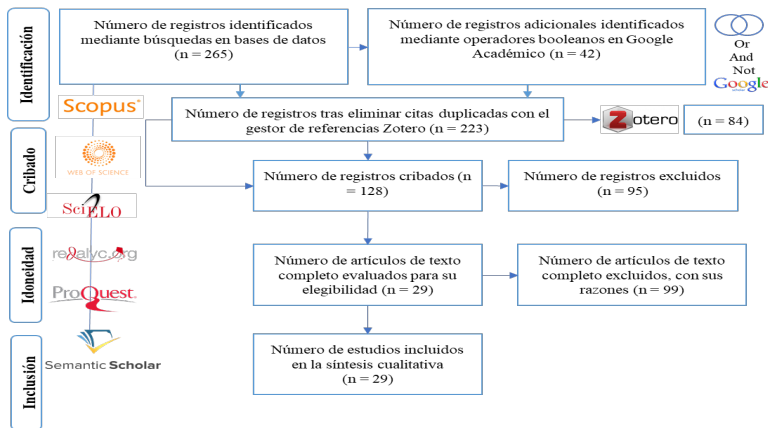 Identificación
Número de registros identificados
mediante búsquedas en bases de datos
(n = 265)
Número de registros adicionales identificados
mediante operadores booleanos en Google
Académico (n = 42)
Or
And
Not
Google
Scopus®
Número de registros tras eliminar citas duplicadas con el
gestor de referencias Zotero (n = 223)
Zotero
(n = 84)
Cribado
WEB OF SCIENCE
Número de registros cribados (n
= 128)
Número de registros excluidos
(n = 95)
SciELO
Idoneidad
redalyc.org
Número de artículos de texto
completo evaluados para su
elegibilidad (n = 29)
Número de artículos de texto
completo excluidos, con sus
razones (n = 99)
ProQuest
Inclusión
Semantic Scholar
Número de estudios incluidos
en la síntesis cualitativa
(n = 29)